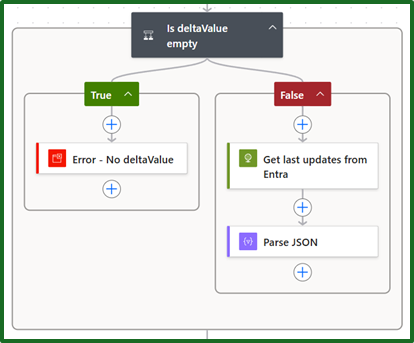 Is deltaValue
empty
True
False
Error - No deltaValue
Get last updates from
Entra
Parse JSON